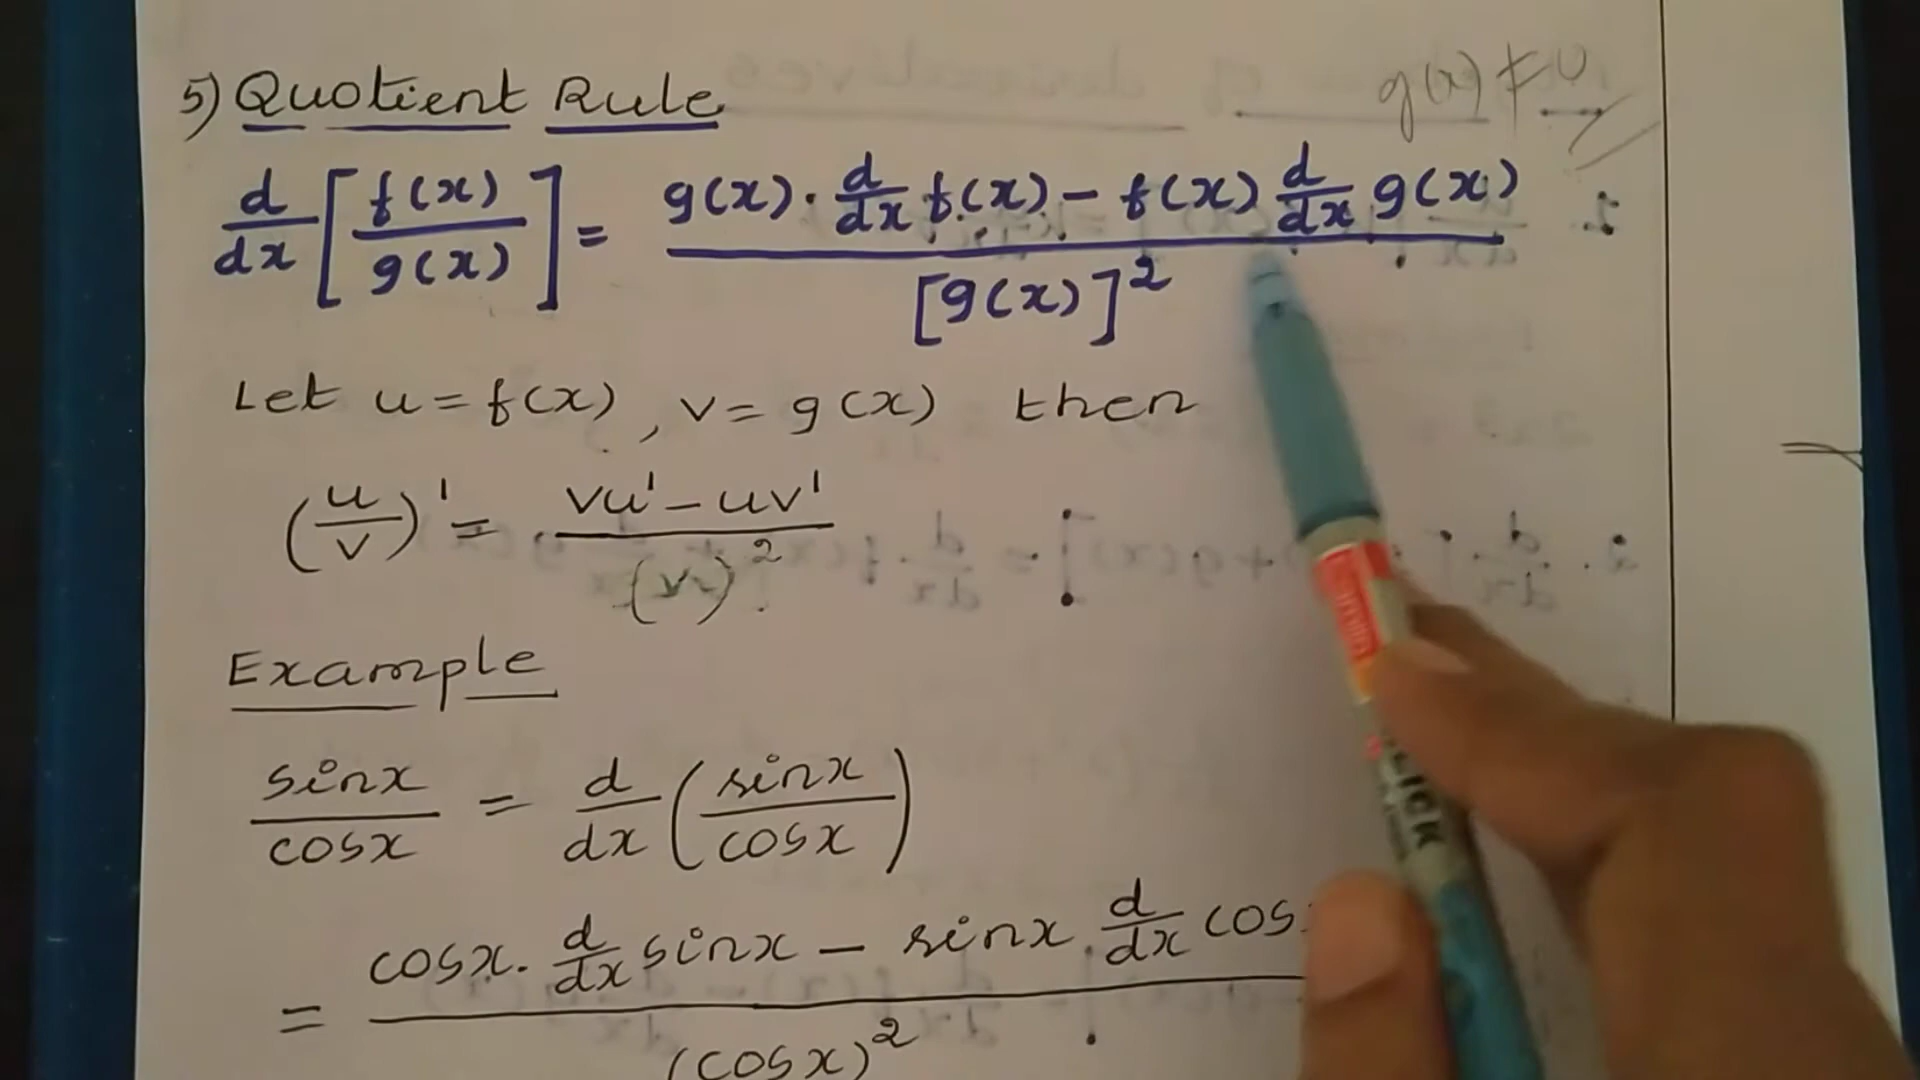 g(x) ≠ 0
5) Quotient Rule
d/dx [f(x)/g(x)] = g(x) · d/dx f(x) − f(x) d/dx g(x) / [g(x)]²
Let u = f(x), v = g(x) then
(u/v)' = vu' − uv' / (v)²
Example
sinx/cosx = d/dx (sinx/cosx)
= cosx · d/dx sinx − sinx · d/dx cos / (cosx)²